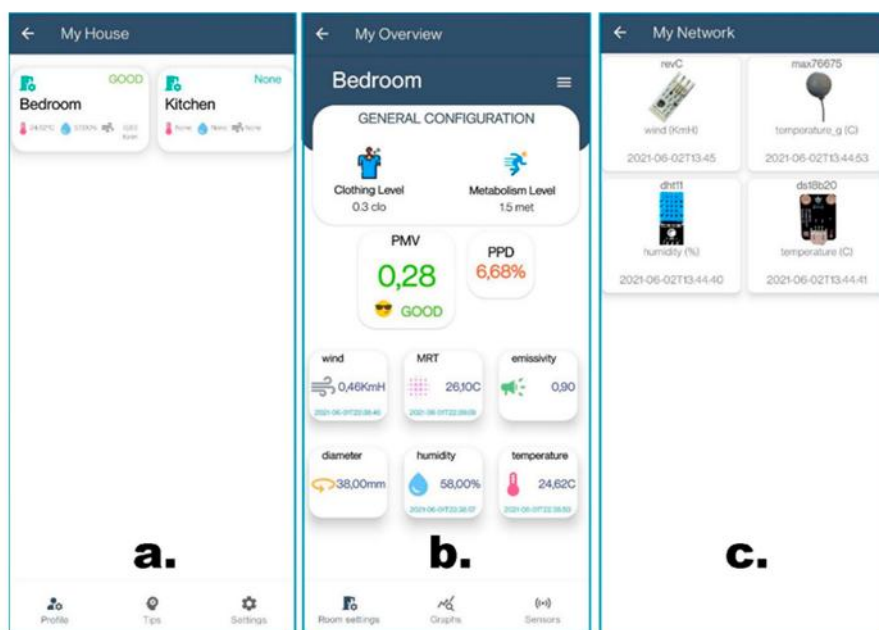 My House
GOOD
Bedroom
None
Kitchen
None
None
None
a.
Profile
Tips
Settings
My Overview
Bedroom
GENERAL CONFIGURATION
Clothing Level
0.3 clo
Metabolism Level
1.5 met
PMV
0,28
GOOD
PPD
6,68%
wind
0,46KmH
MRT
26,10C
emissivity
0,90
diameter
38,00mm
humidity
58,00%
temperature
24,62C
b.
Room settings
Graphs
Sensors
My Network
revC
wind (KmH)
2021-06-02T13:45
max76675
temporature_g (C)
2021-06-02T13:44:53
dht11
humidity (%)
2021-06-02T13:44:40
ds18b20
temperature (C)
2021-06-02T13:44:41
c.